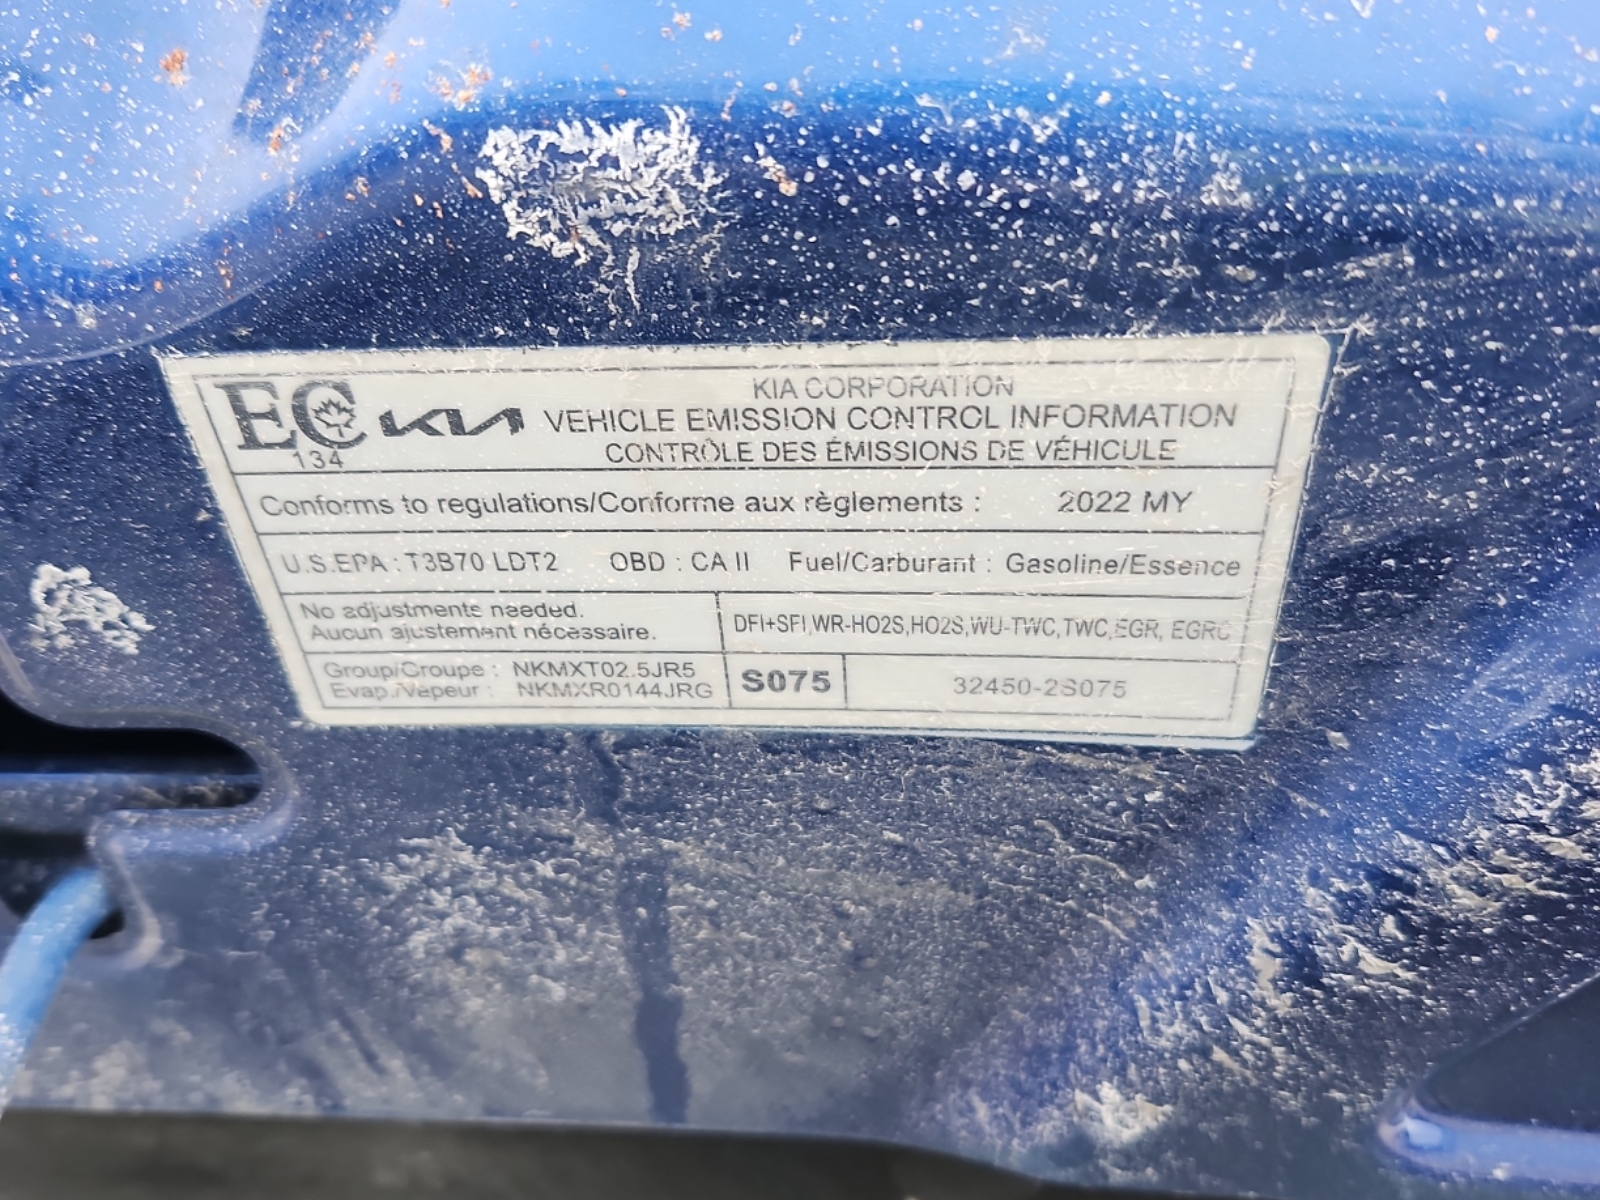 EC KIA
134
KIA CORPORATION
VEHICLE EMISSION CONTROL INFORMATION
CONTRÔLE DES ÉMISSIONS DE VÉHICULE
Conforms to regulations/Conforme aux règlements : 2022 MY
U.S.EPA : T3B70 LDT2 OBD : CA II Fuel/Carburant : Gasoline/Essence
No adjustments needed.
Aucun ajustement nécessaire.
DFI+SFI,WR-HO2S,HO2S,WU-TWC,TWC,EGR, EGRC
Group/Groupe : NKMXT02.5JR5
Evap./Vapeur : NKMXR0144JRG
S075
32450-2S075